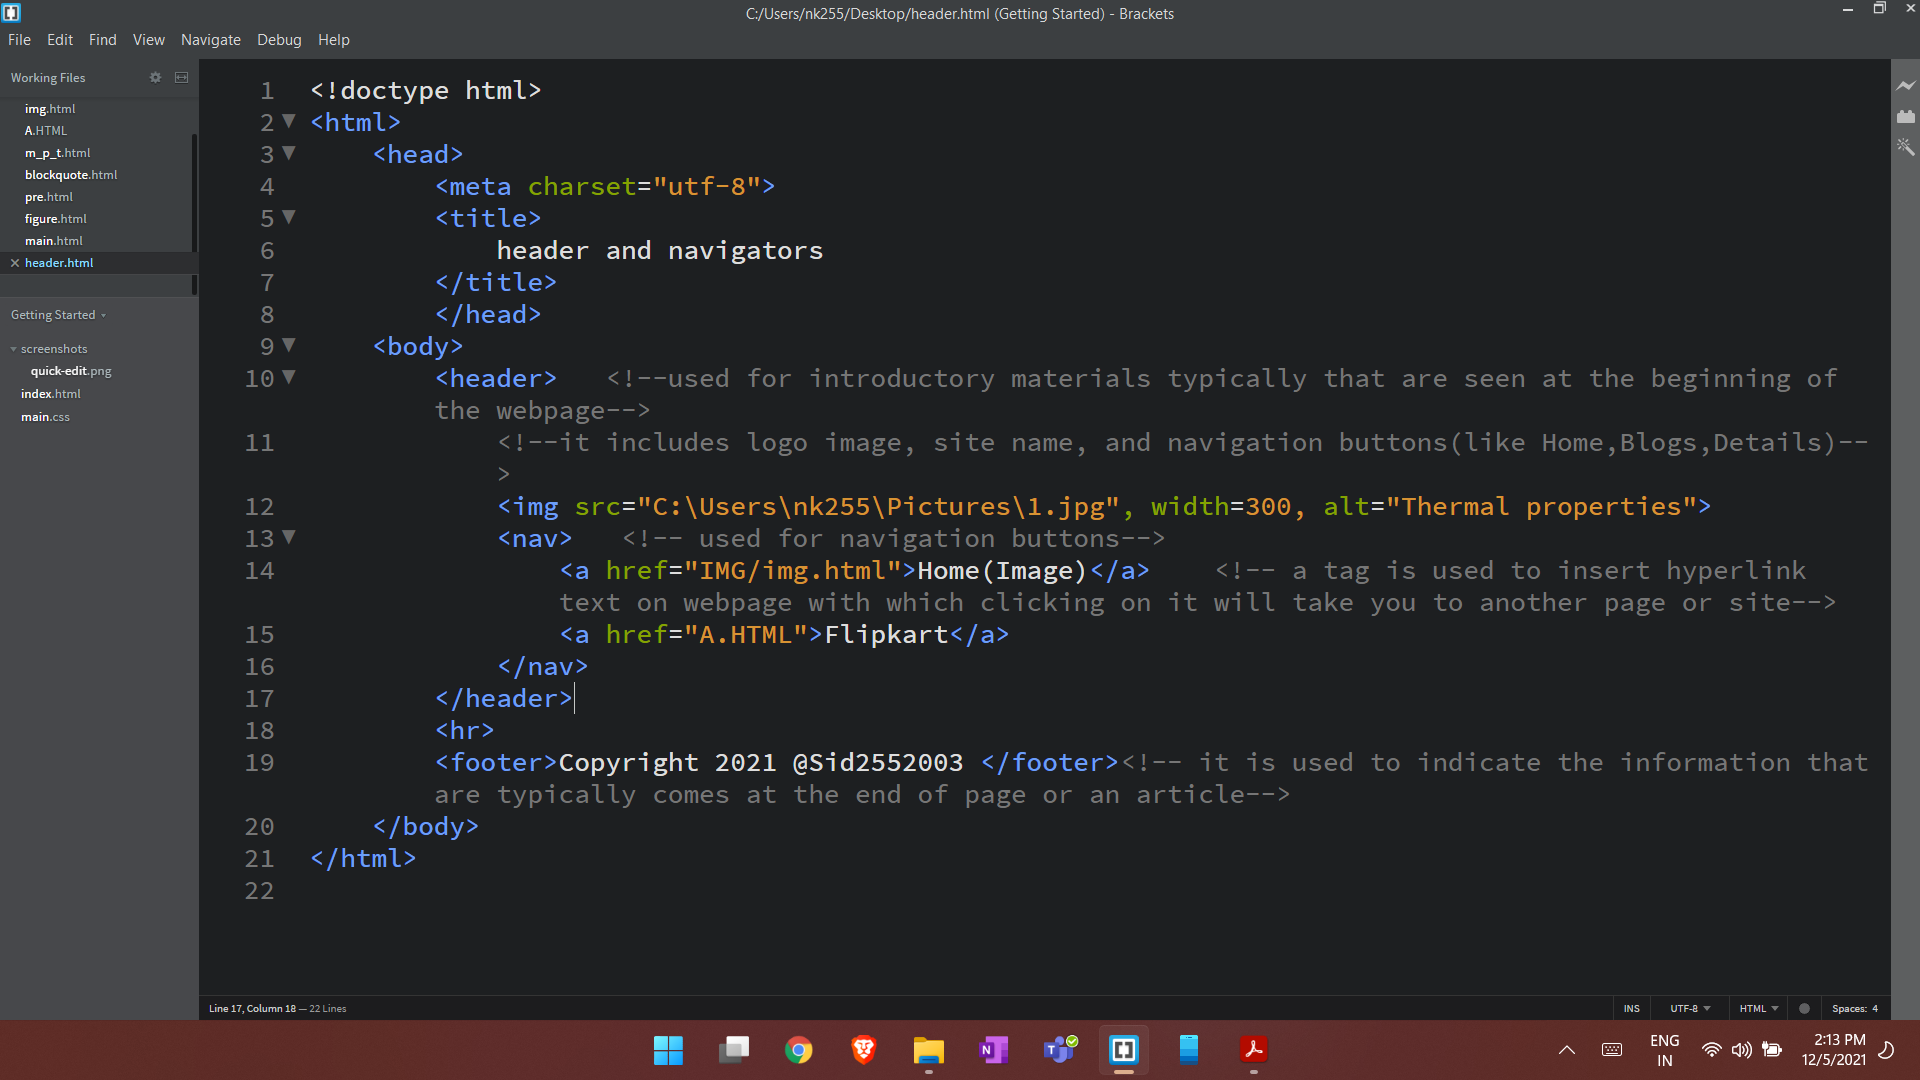 C:/Users/nk255/Desktop/header.html (Getting Started) - Brackets
File Edit Find View Navigate Debug Help
Working Files
img.html
A.HTML
m_p_t.html
blockquote.html
pre.html
figure.html
main.html
header.html
Getting Started
screenshots
quick-edit.png
index.html
main.css
1 <!doctype html>
2 <html>
3 <head>
4 <meta charset="utf-8">
5 <title>
6 header and navigators
7 </title>
8 </head>
9 <body>
10 <header> <!--used for introductory materials typically that are seen at the beginning of
the webpage-->
11 <!--it includes logo image, site name, and navigation buttons(like Home,Blogs,Details)--
>
12 <img src="C:\Users\nk255\Pictures\1.jpg", width=300, alt="Thermal properties">
13 <nav> <!-- used for navigation buttons-->
14 <a href="IMG/img.html">Home(Image)</a> <!-- a tag is used to insert hyperlink
text on webpage with which clicking on it will take you to another page or site-->
15 <a href="A.HTML">Flipkart</a>
16 </nav>
17 </header>
18 <hr>
19 <footer>Copyright 2021 @Sid2552003 </footer><!-- it is used to indicate the information that
are typically comes at the end of page or an article-->
20 </body>
21 </html>
22
Line 17, Column 18 — 22 Lines
INS UTF-8 HTML Spaces: 4
ENG
IN
2:13 PM
12/5/2021